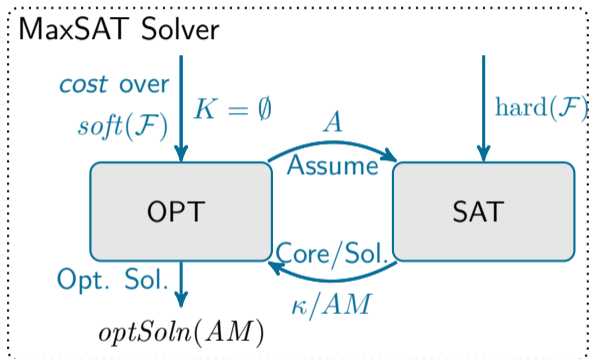 MaxSAT Solver
cost over
soft(ℱ)
K = ∅
hard(ℱ)
A
Assume
OPT
SAT
Core/Sol.
κ/AM
Opt. Sol.
optSoln(AM)